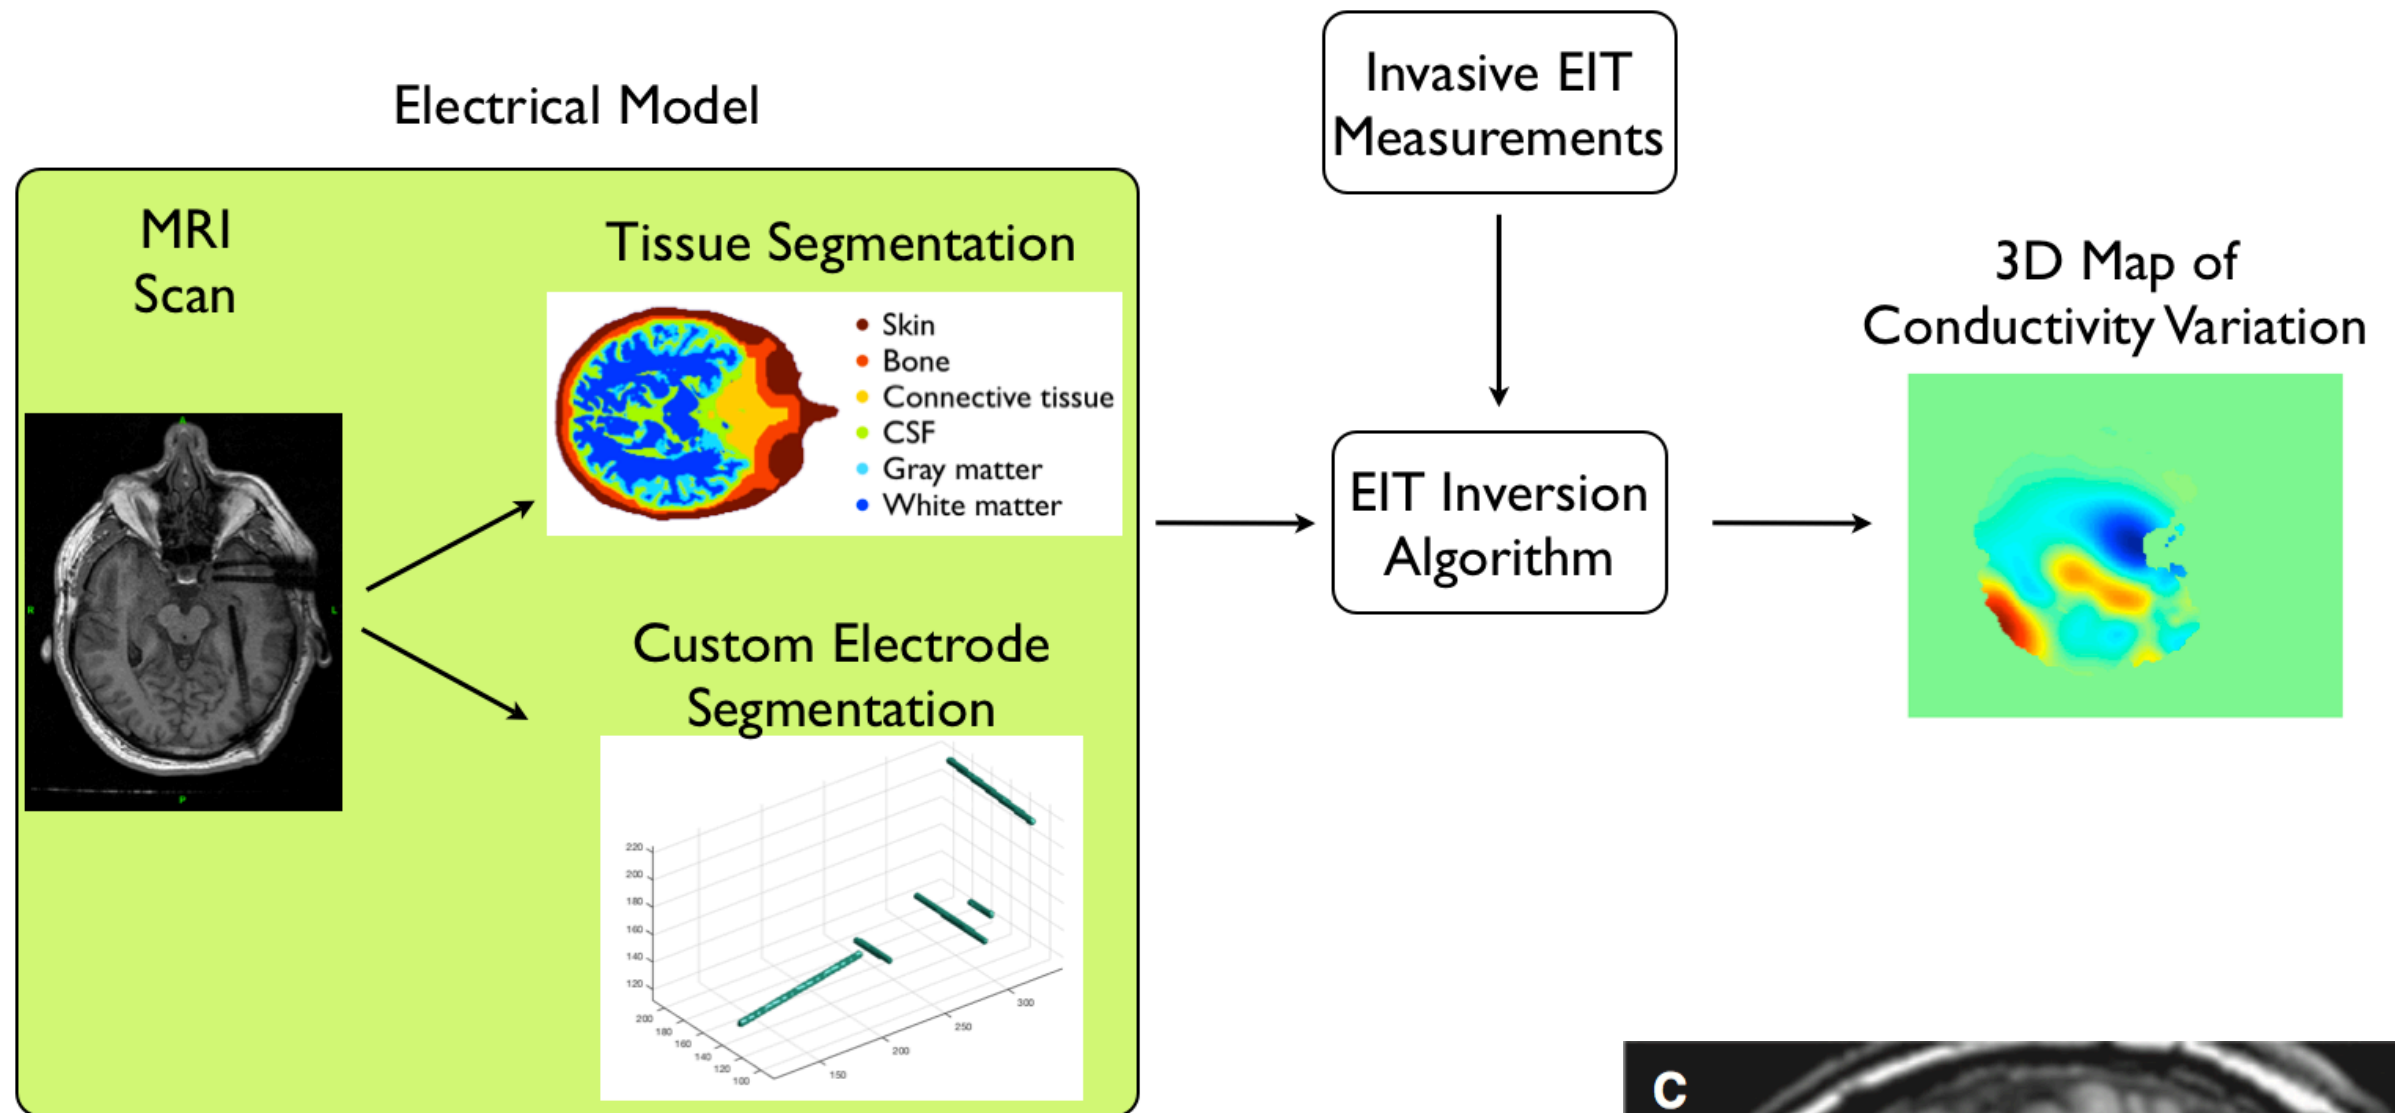 Electrical Model
MRI
Scan
A
R
L
P
Tissue Segmentation
Skin
Bone
Connective tissue
CSF
Gray matter
White matter
Custom Electrode
Segmentation
220
200
180
160
140
120
200
180
160
140
120
100
150
200
250
300
Invasive EIT
Measurements
EIT Inversion
Algorithm
3D Map of
Conductivity Variation
C